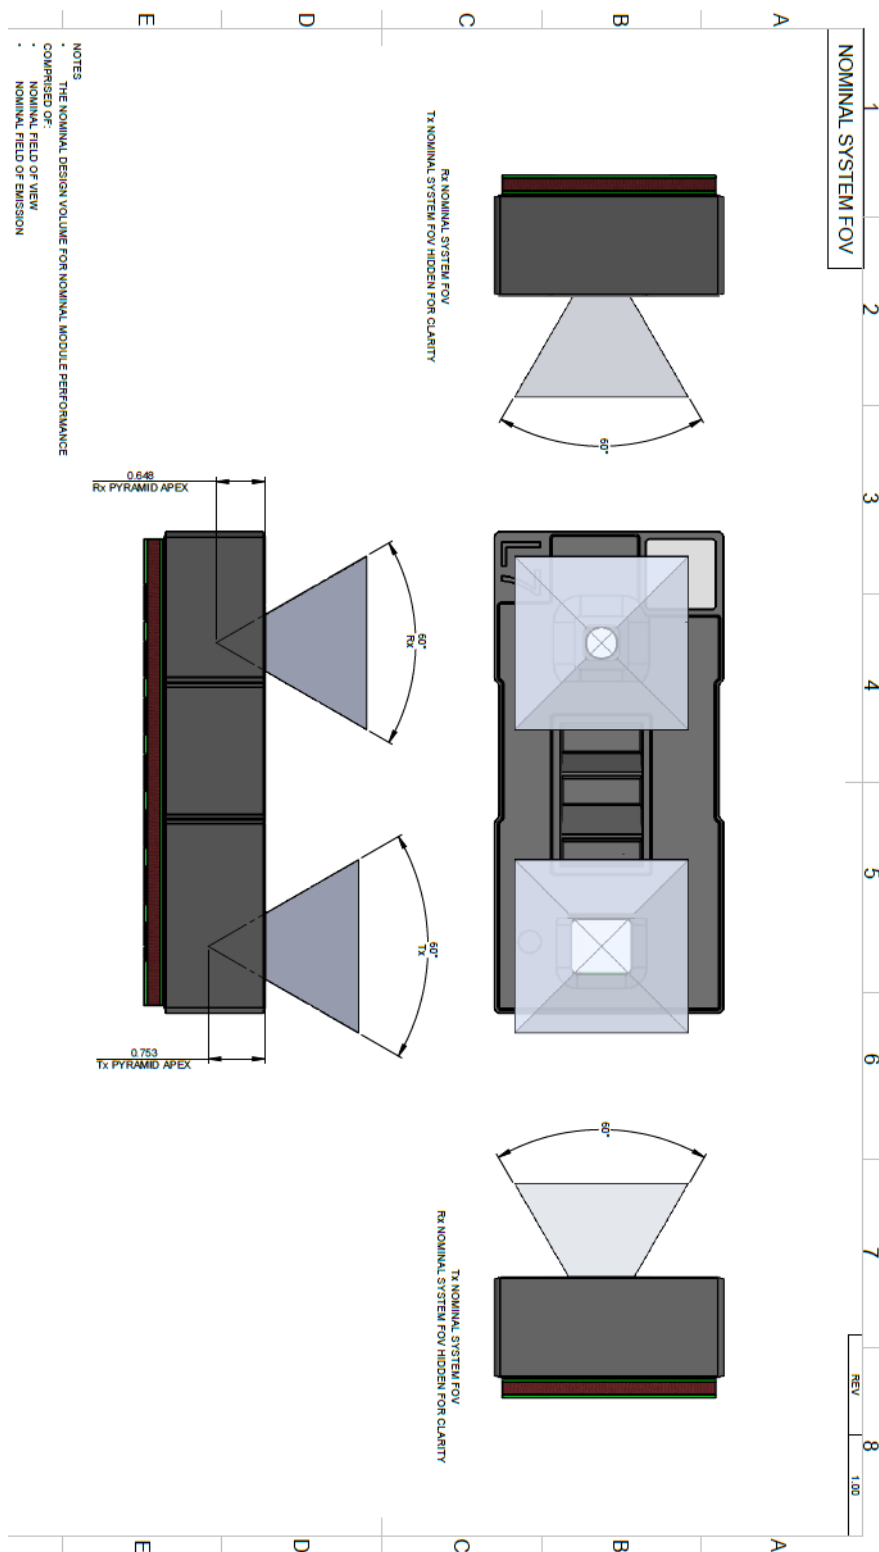 NOMINAL SYSTEM FOV
1
2
3
4
5
6
7
8
A
B
C
D
E
A
B
C
D
E
Rx NOMINAL SYSTEM FOV
Tx NOMINAL SYSTEM FOV HIDDEN FOR CLARITY
60°
60°
Rx
60°
Tx
60°
0.648
Rx PYRAMID APEX
0.753
Tx PYRAMID APEX
Tx NOMINAL SYSTEM FOV
Rx NOMINAL SYSTEM FOV HIDDEN FOR CLARITY
NOTES
• THE NOMINAL DESIGN VOLUME FOR NOMINAL MODULE PERFORMANCE
COMPRISED OF:
• NOMINAL FIELD OF VIEW
• NOMINAL FIELD OF EMISSION
REV 1.00